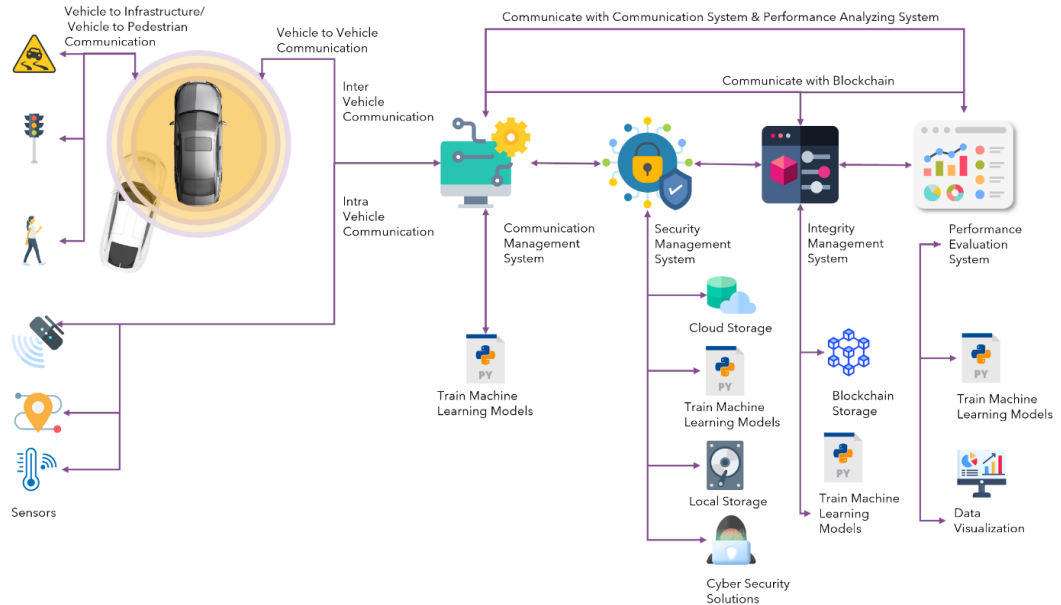 Vehicle to Infrastructure/
Vehicle to Pedestrian
Communication
Vehicle to Vehicle
Communication
Communicate with Communication System & Performance Analyzing System
Communicate with Blockchain
Inter
Vehicle
Communication
Intra
Vehicle
Communication
Communication
Management
System
Security
Management
System
Integrity
Management
System
Performance
Evaluation
System
Cloud Storage
PY
Train Machine
Learning Models
PY
Train Machine
Learning Models
Blockchain
Storage
PY
Train Machine
Learning Models
Local Storage
PY
Train Machine
Learning
Models
Data
Visualization
Sensors
Cyber Security
Solutions